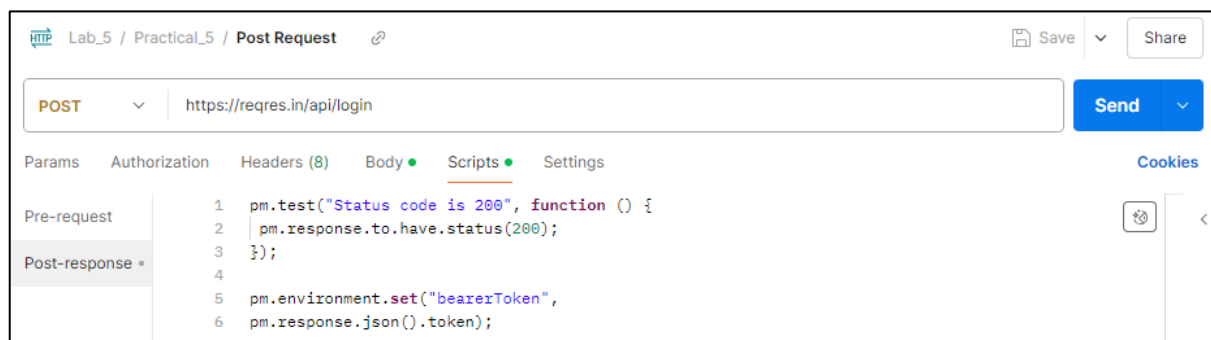 HTTP Lab_5 / Practical_5 / Post Request Save Share
POST https://reqres.in/api/login Send
Params Authorization Headers (8) Body Scripts Settings Cookies
Pre-request
Post-response
1 pm.test("Status code is 200", function () {
2 pm.response.to.have.status(200);
3 });
4
5 pm.environment.set("bearerToken",
6 pm.response.json().token);